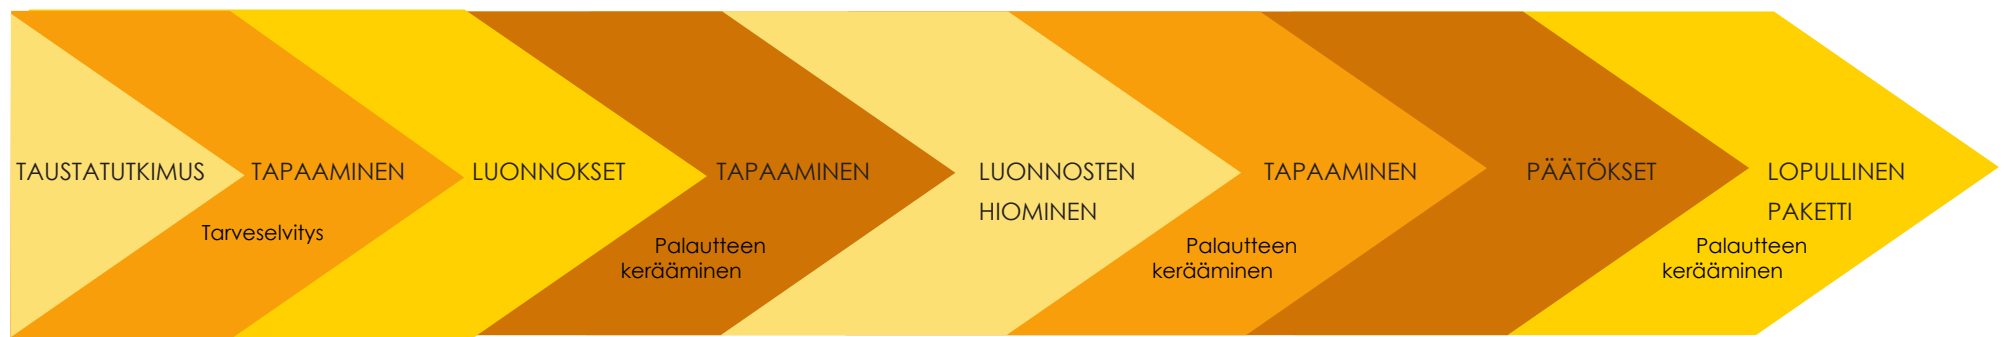 TAUSTATUTKIMUS
TAPAAMINEN
Tarveselvitys
LUONNOKSET
TAPAAMINEN
Palautteen
kerääminen
LUONNOSTEN
HIOMINEN
TAPAAMINEN
Palautteen
kerääminen
PÄÄTÖKSET
LOPULLINEN
PAKETTI
Palautteen
kerääminen